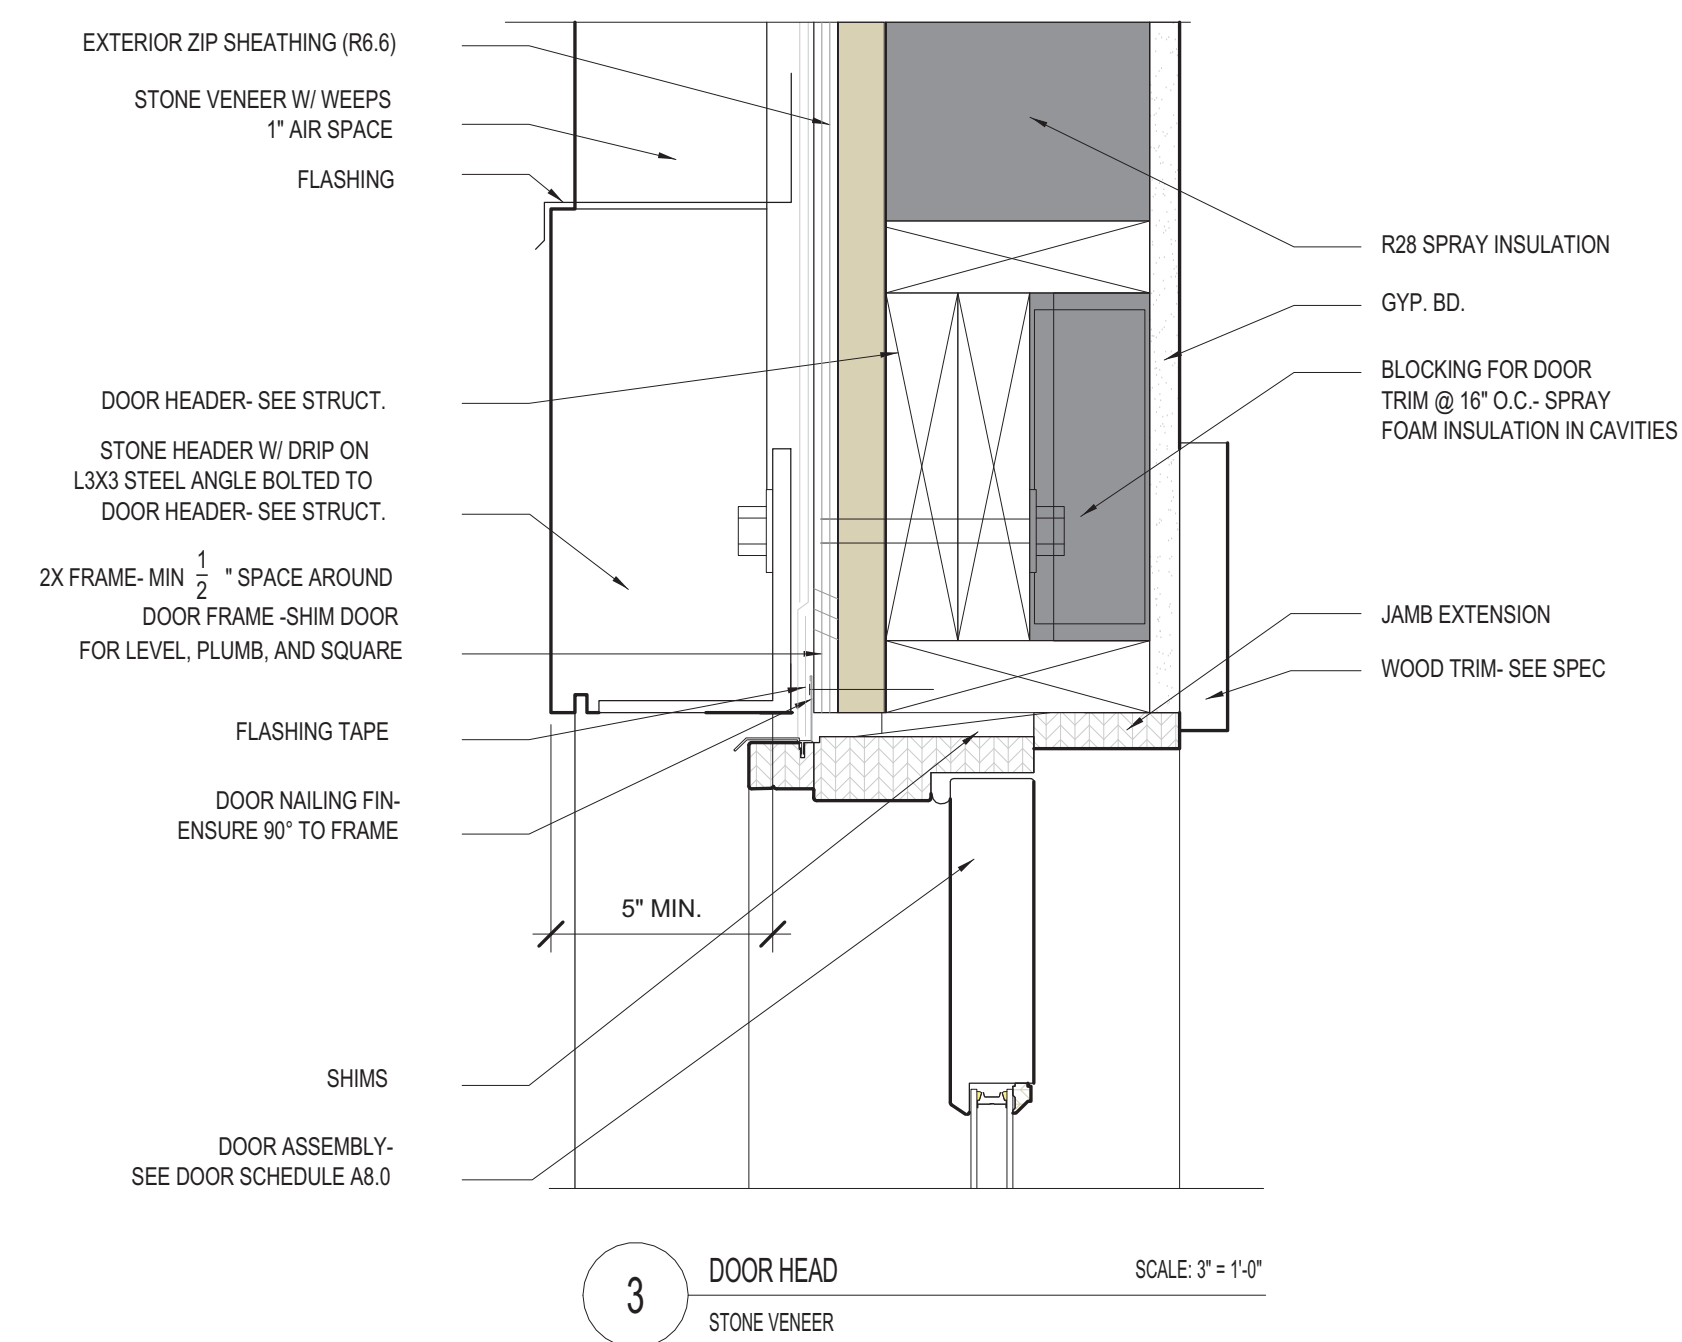 EXTERIOR ZIP SHEATHING (R6.6)
STONE VENEER W/ WEEPS
1" AIR SPACE
FLASHING
DOOR HEADER- SEE STRUCT.
STONE HEADER W/ DRIP ON
L3X3 STEEL ANGLE BOLTED TO
DOOR HEADER- SEE STRUCT.
2X FRAME- MIN 1/2 " SPACE AROUND
DOOR FRAME -SHIM DOOR
FOR LEVEL, PLUMB, AND SQUARE
FLASHING TAPE
DOOR NAILING FIN-
ENSURE 90° TO FRAME
5" MIN.
SHIMS
DOOR ASSEMBLY-
SEE DOOR SCHEDULE A8.0
R28 SPRAY INSULATION
GYP. BD.
BLOCKING FOR DOOR
TRIM @ 16" O.C.- SPRAY
FOAM INSULATION IN CAVITIES
JAMB EXTENSION
WOOD TRIM- SEE SPEC
3
DOOR HEAD
SCALE: 3" = 1'-0"
STONE VENEER